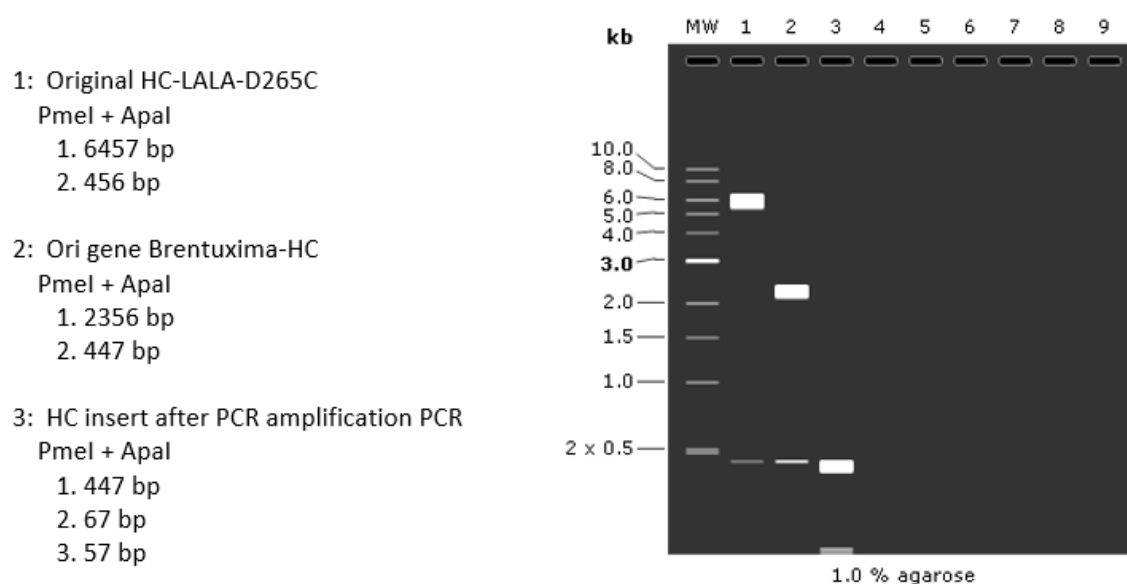 1: Original HC-LALA-D265C
PmeI + ApaI
1. 6457 bp
2. 456 bp
2: Ori gene Brentuxima-HC
PmeI + ApaI
1. 2356 bp
2. 447 bp
3: HC insert after PCR amplification PCR
PmeI + ApaI
1. 447 bp
2. 67 bp
3. 57 bp
kb
MW 1 2 3 4 5 6 7 8 9
10.0
8.0
6.0
5.0
4.0
3.0
2.0
1.5
1.0
2 x 0.5
1.0 % agarose